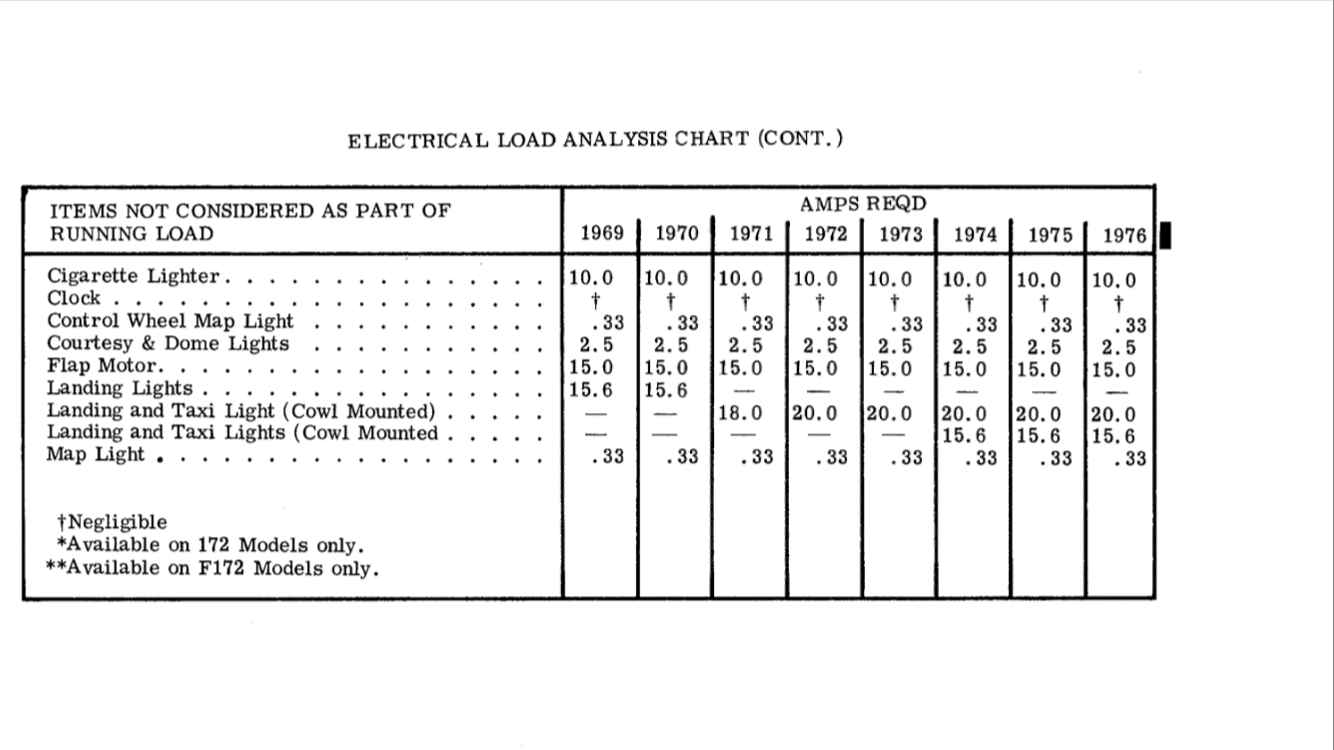 ELECTRICAL LOAD ANALYSIS CHART (CONT.)
ITEMS NOT CONSIDERED AS PART OF
RUNNING LOAD
AMPS REQD
1969 1970 1971 1972 1973 1974 1975 1976
Cigarette Lighter . . . . . . . . . . . . . . . . . 10.0 10.0 10.0 10.0 10.0 10.0 10.0 10.0
Clock . . . . . . . . . . . . . . . . . . . . † † † † † † † †
Control Wheel Map Light . . . . . . . . . . . .33 .33 .33 .33 .33 .33 .33 .33
Courtesy & Dome Lights . . . . . . . . . . . 2.5 2.5 2.5 2.5 2.5 2.5 2.5 2.5
Flap Motor. . . . . . . . . . . . . . . . . . 15.0 15.0 15.0 15.0 15.0 15.0 15.0 15.0
Landing Lights . . . . . . . . . . . . . . . . 15.6 15.6 — — — — — —
Landing and Taxi Light (Cowl Mounted) . . . . . — — 18.0 20.0 20.0 20.0 20.0 20.0
Landing and Taxi Lights (Cowl Mounted . . . . . — — — — — 15.6 15.6 15.6
Map Light . . . . . . . . . . . . . . . . . . .33 .33 .33 .33 .33 .33 .33 .33
†Negligible
*Available on 172 Models only.
**Available on F172 Models only.